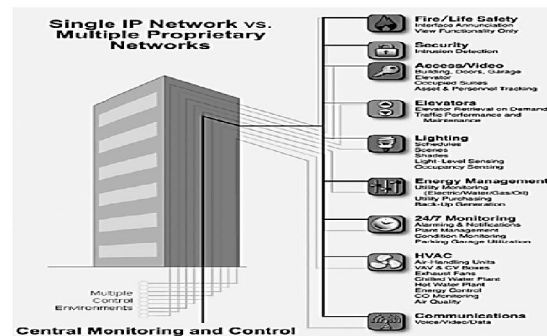 Single IP Network vs.
Multiple Proprietary
Networks
Fire/Life Safety
Interface Annunciation
View Functionality Only
Security
Intrusion Detection
Access/Video
Building, Doors, Garage
Elevator
Occupied Suites
Asset & Personnel Tracking
Elevators
Elevator Retrieval on Demand
Traffic Performance and
Maintenance
Lighting
Schedules
Scenes
Shades
Light-Level Sensing
Occupancy Sensing
Energy Management
Utility Monitoring
(Electric/Water/Gas/Oil)
Utility Purchasing
Back-Up Generation
24/7 Monitoring
Alarming & Notifications
Plant Management
Condition Monitoring
Parking Garage Utilization
HVAC
Air-Handling Units
VAV & CV Boxes
Exhaust Fans
Chilled Water Plant
Hot Water Plant
Energy Control
CO Monitoring
Air Quality
Communications
Voice/Video/Data
Multiple
Control
Environments
Central Monitoring and Control